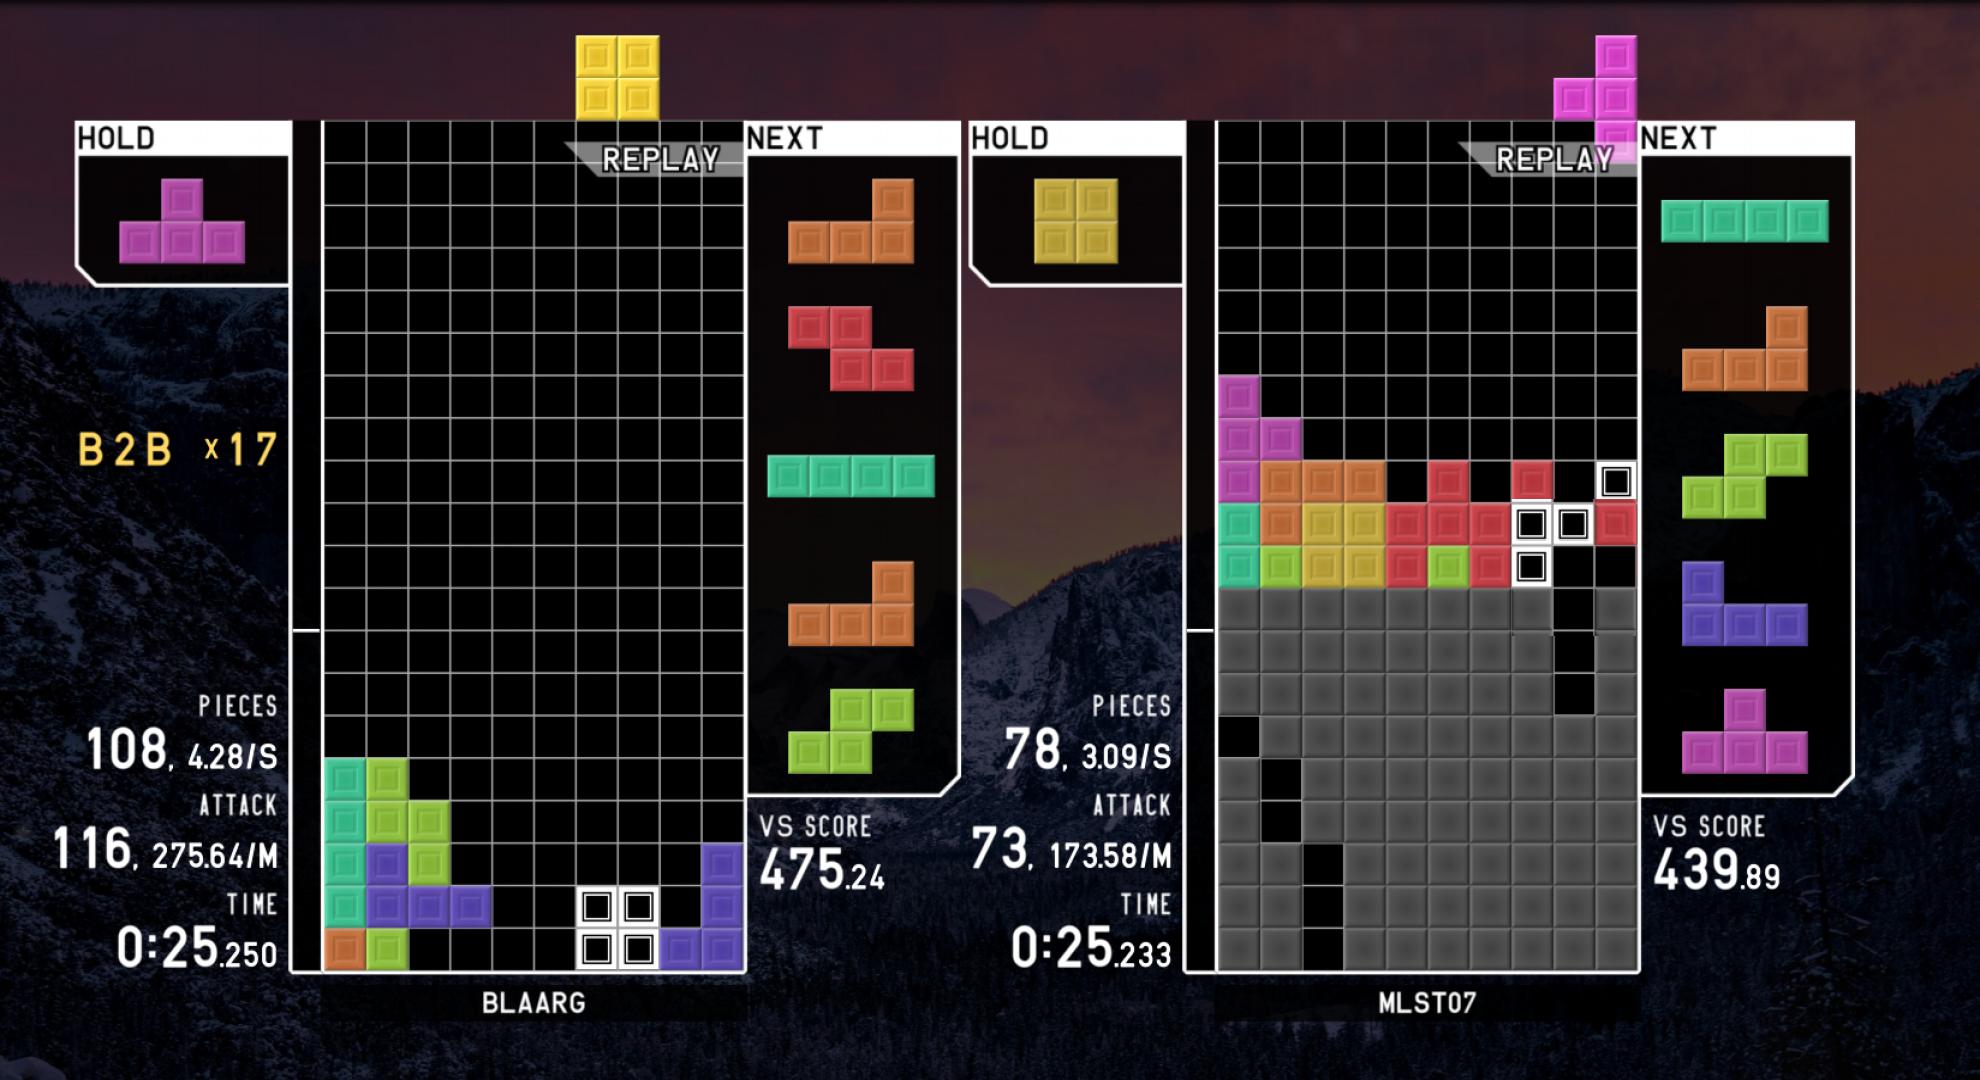 HOLD
REPLAY
NEXT
B2B x17
PIECES
108, 4.28/S
ATTACK
116, 275.64/M
TIME
0:25.250
VS SCORE
475.24
BLAARG
HOLD
REPLAY
NEXT
PIECES
78, 3.09/S
ATTACK
73, 173.58/M
TIME
0:25.233
VS SCORE
439.89
MLST07